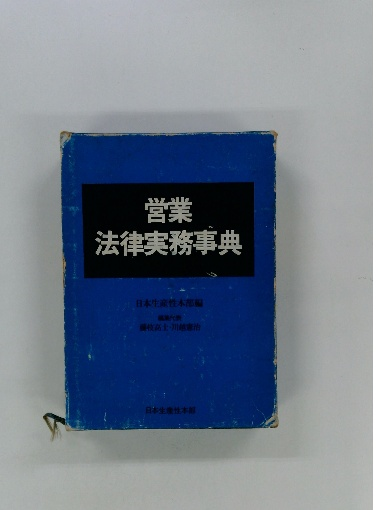 営業
法律実務事典
日本生産性本部編
日本生産性本部